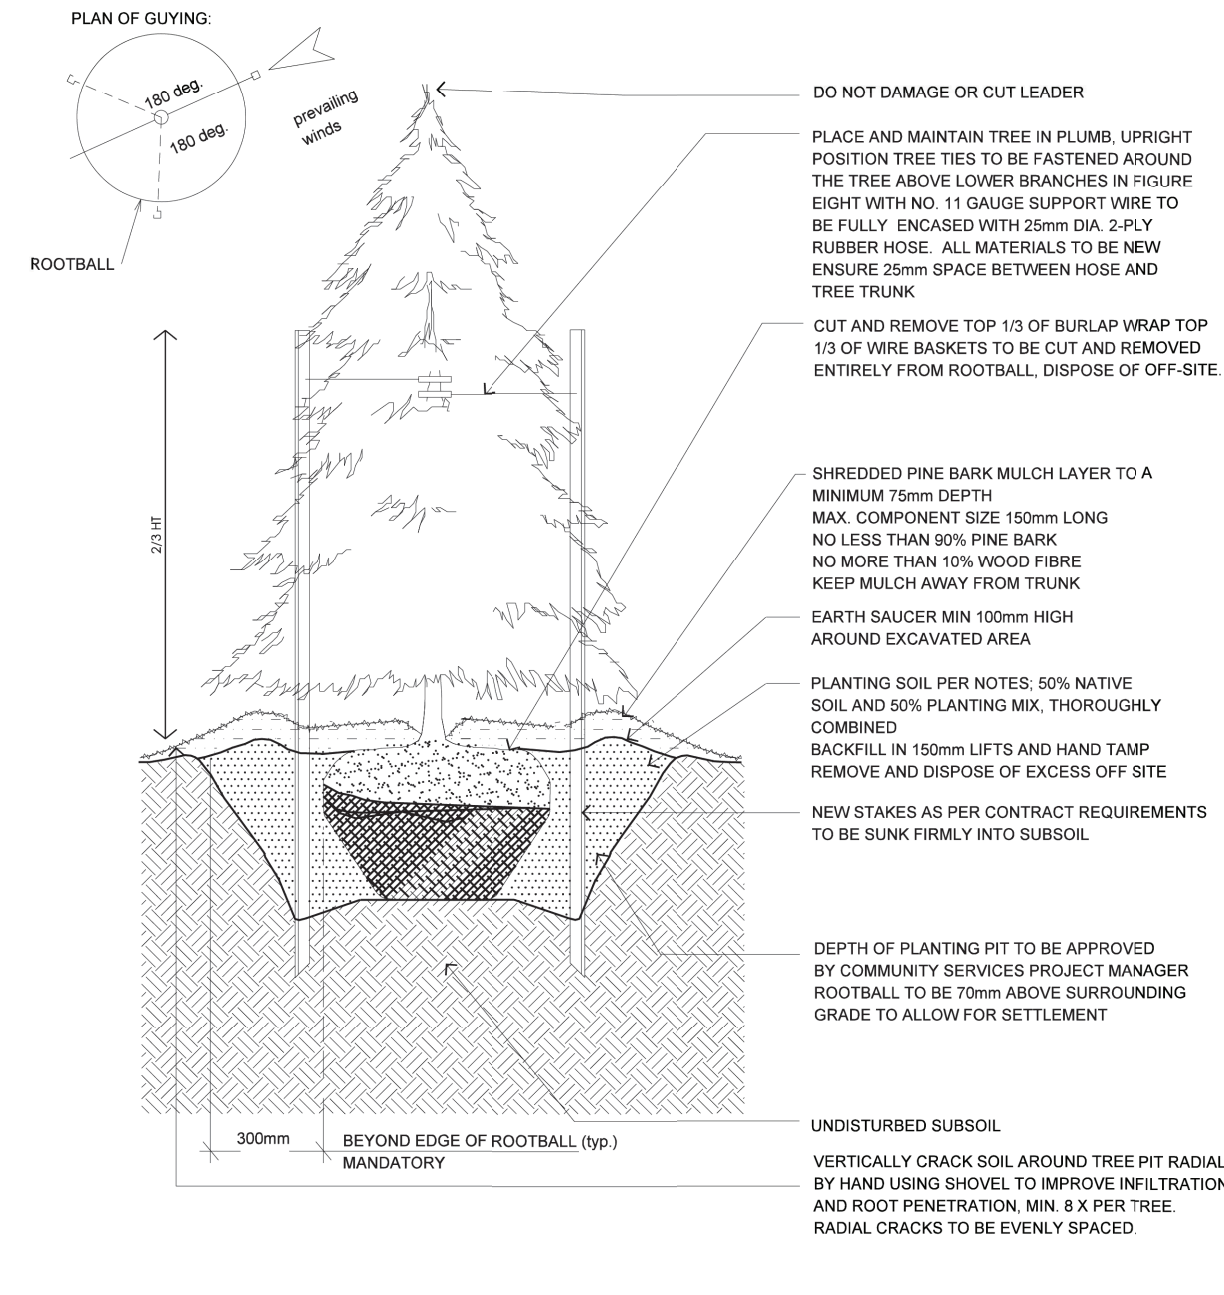 PLAN OF GUYING:
180 deg.
180 deg.
prevailing
winds
ROOTBALL
2/3 HT
DO NOT DAMAGE OR CUT LEADER
PLACE AND MAINTAIN TREE IN PLUMB, UPRIGHT
POSITION TREE TIES TO BE FASTENED AROUND
THE TREE ABOVE LOWER BRANCHES IN FIGURE
EIGHT WITH NO. 11 GAUGE SUPPORT WIRE TO
BE FULLY ENCASED WITH 25mm DIA. 2-PLY
RUBBER HOSE. ALL MATERIALS TO BE NEW
ENSURE 25mm SPACE BETWEEN HOSE AND
TREE TRUNK
CUT AND REMOVE TOP 1/3 OF BURLAP WRAP TOP
1/3 OF WIRE BASKETS TO BE CUT AND REMOVED
ENTIRELY FROM ROOTBALL, DISPOSE OF OFF-SITE.
SHREDDED PINE BARK MULCH LAYER TO A
MINIMUM 75mm DEPTH
MAX. COMPONENT SIZE 150mm LONG
NO LESS THAN 90% PINE BARK
NO MORE THAN 10% WOOD FIBRE
KEEP MULCH AWAY FROM TRUNK
EARTH SAUCER MIN 100mm HIGH
AROUND EXCAVATED AREA
PLANTING SOIL PER NOTES; 50% NATIVE
SOIL AND 50% PLANTING MIX, THOROUGHLY
COMBINED
BACKFILL IN 150mm LIFTS AND HAND TAMP
REMOVE AND DISPOSE OF EXCESS OFF SITE
NEW STAKES AS PER CONTRACT REQUIREMENTS
TO BE SUNK FIRMLY INTO SUBSOIL
DEPTH OF PLANTING PIT TO BE APPROVED
BY COMMUNITY SERVICES PROJECT MANAGER
ROOTBALL TO BE 70mm ABOVE SURROUNDING
GRADE TO ALLOW FOR SETTLEMENT
UNDISTURBED SUBSOIL
300mm
BEYOND EDGE OF ROOTBALL (typ.)
MANDATORY
VERTICALLY CRACK SOIL AROUND TREE PIT RADIAL
BY HAND USING SHOVEL TO IMPROVE INFILTRATION
AND ROOT PENETRATION, MIN. 8 X PER TREE.
RADIAL CRACKS TO BE EVENLY SPACED.